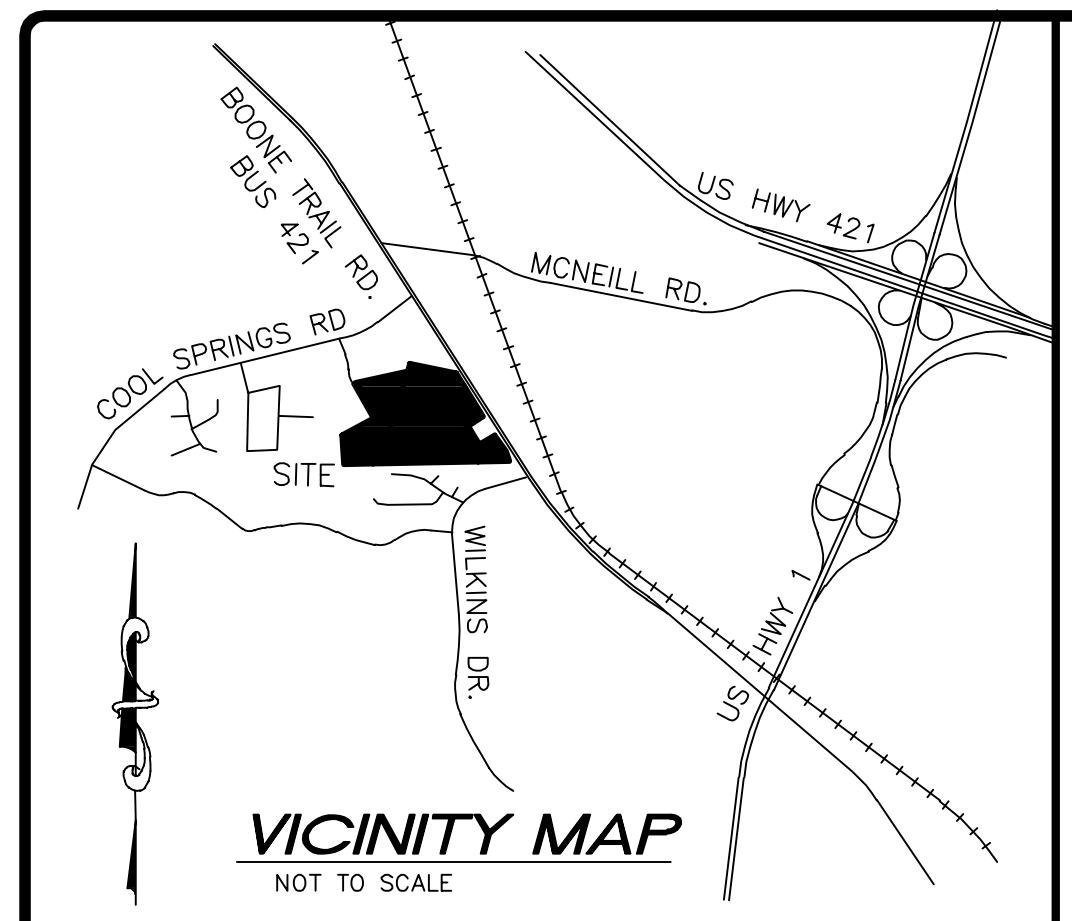 BOONE TRAIL RD.
BUS 421
US HWY 421
MCNEILL RD.
COOL SPRINGS RD
SITE
WILKINS DR.
US HWY 1
VICINITY MAP
NOT TO SCALE